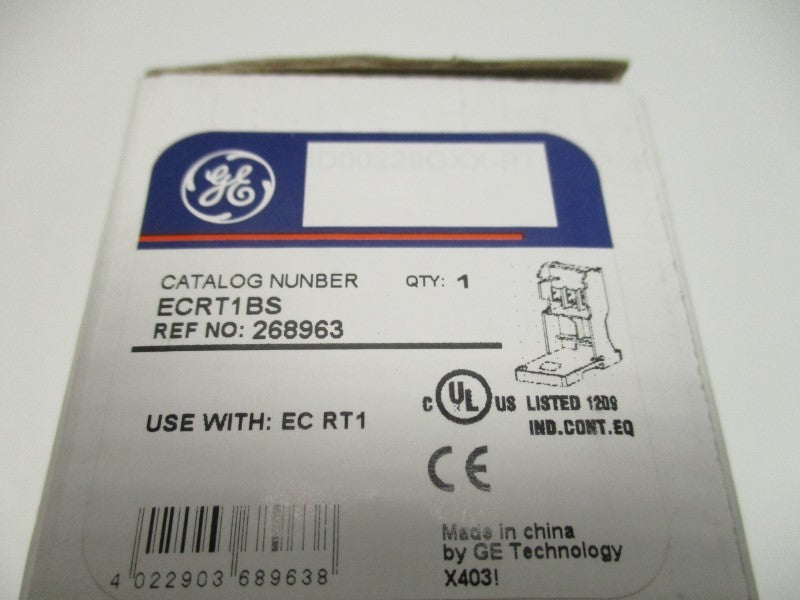 GE
CATALOG NUNBER QTY: 1
ECRT1BS
REF NO: 268963
C UL US LISTED 1209
IND.CONT.EQ
USE WITH: EC RT1
CE
Made in china
by GE Technology
X403!
4 022903 689638